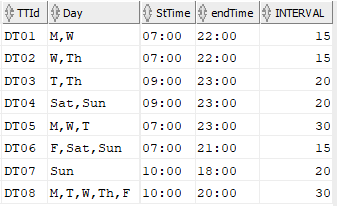 TTId Day StTime endTime INTERVAL
DT01 M,W 07:00 22:00 15
DT02 W,Th 07:00 22:00 15
DT03 T,Th 09:00 23:00 20
DT04 Sat,Sun 09:00 23:00 20
DT05 M,W,T 07:00 23:00 30
DT06 F,Sat,Sun 07:00 21:00 15
DT07 Sun 10:00 18:00 20
DT08 M,T,W,Th,F 10:00 20:00 30